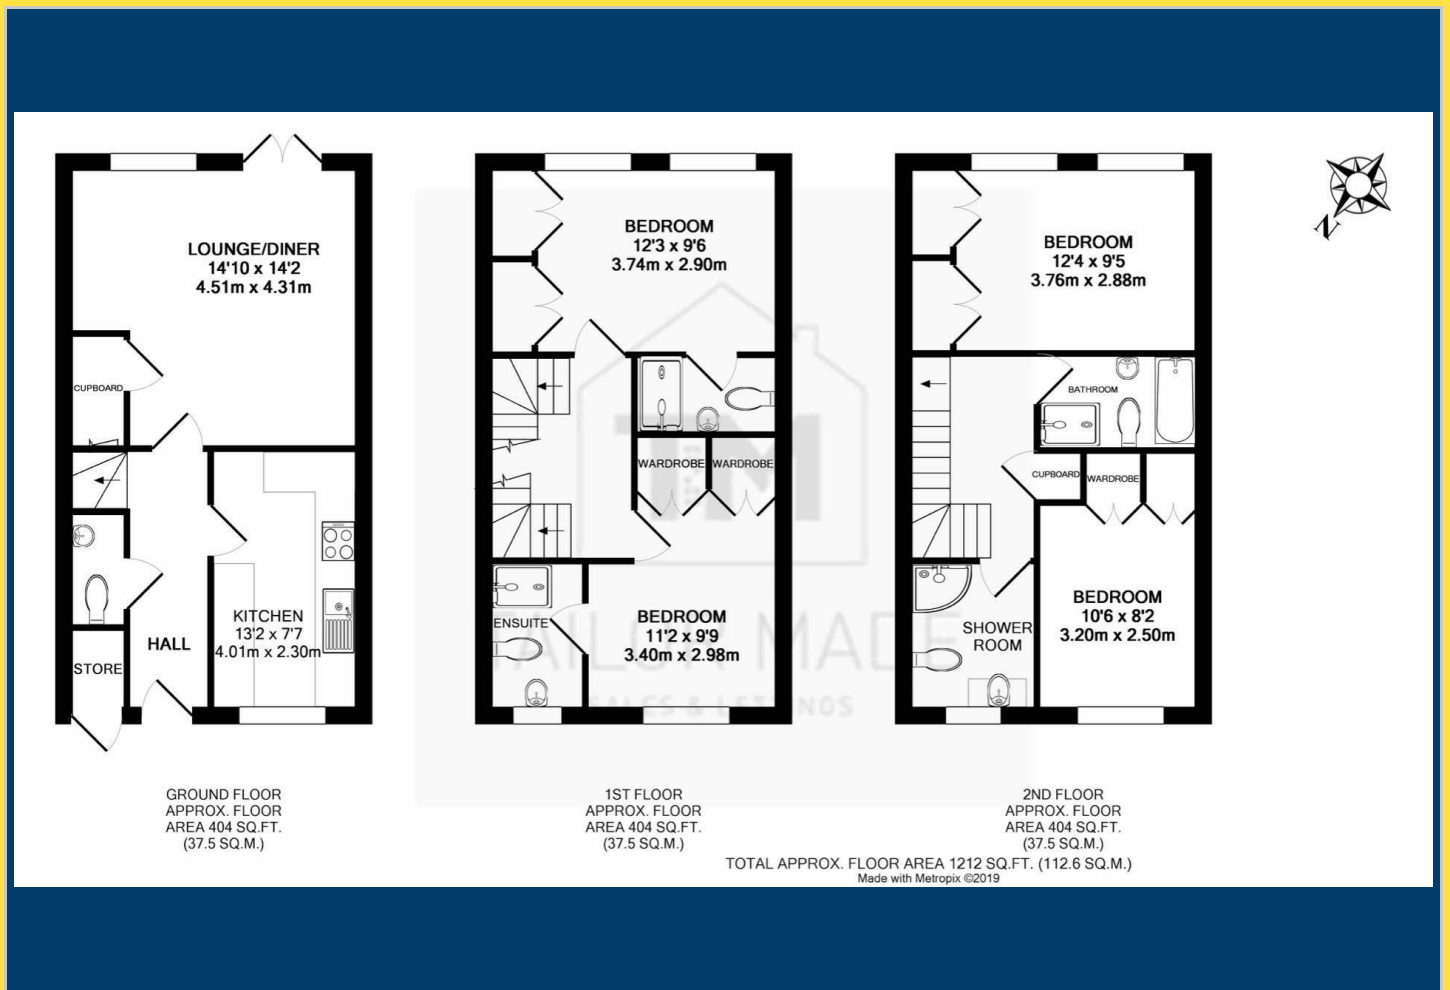 LOUNGE/DINER
14'10 x 14'2
4.51m x 4.31m
CUPBOARD
KITCHEN
13'2 x 7'7
4.01m x 2.30m
HALL
STORE
GROUND FLOOR
APPROX. FLOOR
AREA 404 SQ.FT.
(37.5 SQ.M.)
BEDROOM
12'3 x 9'6
3.74m x 2.90m
WARDROBE
WARDROBE
ENSUITE
BEDROOM
11'2 x 9'9
3.40m x 2.98m
1ST FLOOR
APPROX. FLOOR
AREA 404 SQ.FT.
(37.5 SQ.M.)
BEDROOM
12'4 x 9'5
3.76m x 2.88m
BATHROOM
CUPBOARD
WARDROBE
BEDROOM
10'6 x 8'2
3.20m x 2.50m
SHOWER
ROOM
2ND FLOOR
APPROX. FLOOR
AREA 404 SQ.FT.
(37.5 SQ.M.)
N
TM
TAILOR MADE
SALES & LETTINGS
TOTAL APPROX. FLOOR AREA 1212 SQ.FT. (112.6 SQ.M.)
Made with Metropix ©2019